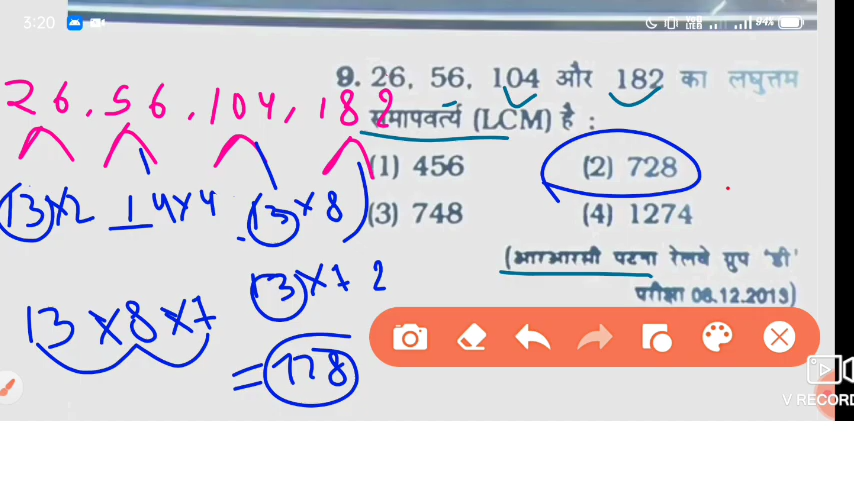 3:20
94%
9. 26, 56, 104 और 182 का लघुत्तम
समापवर्त्य (LCM) है :
(1) 456 (2) 728
(3) 748 (4) 1274
(आरआरसी पटना रेलवे ग्रुप 'डी'
परीक्षा 08.12.2013)
26, 56, 104, 182
13×2 14×4 13×8
13×7 2
13×8×7
=728
V RECORD